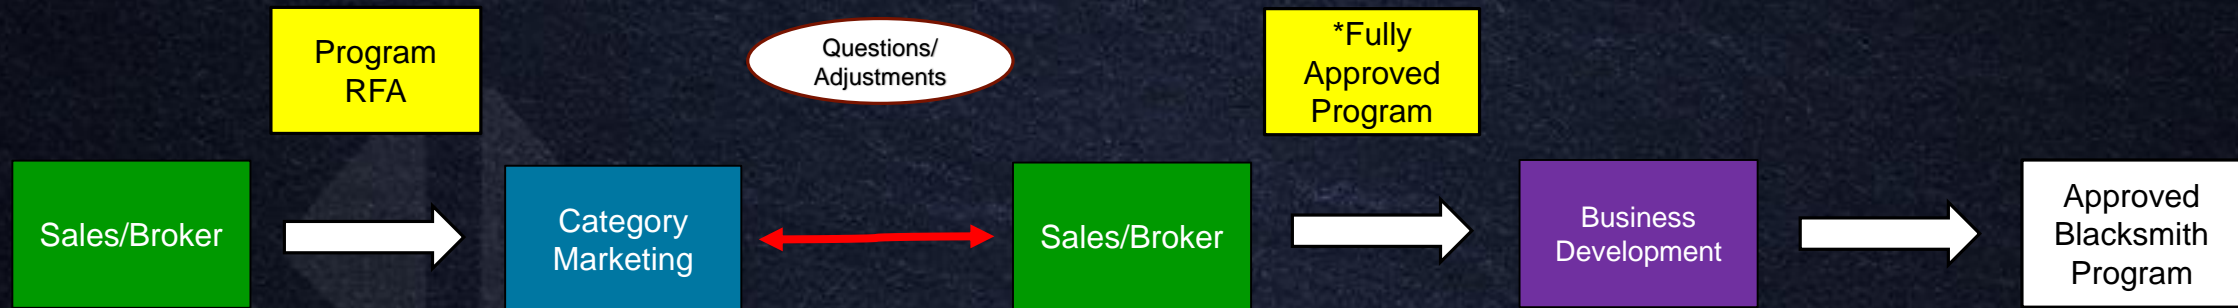 Program
RFA
Questions/
Adjustments
*Fully
Approved
Program
Sales/Broker
Category
Marketing
Sales/Broker
Business
Development
Approved
Blacksmith
Program